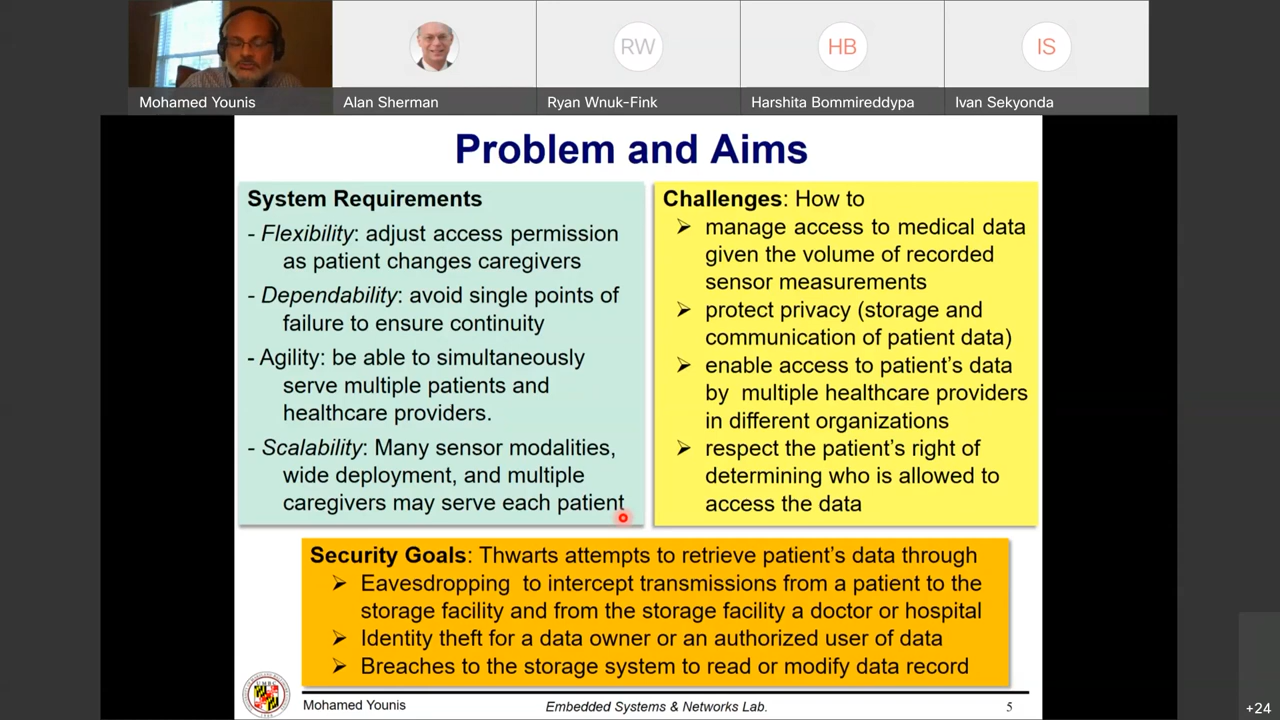 RW
HB
IS
Mohamed Younis
Alan Sherman
Ryan Wnuk-Fink
Harshita Bommireddypa
Ivan Sekyonda
Problem and Aims
System Requirements
- Flexibility: adjust access permission
as patient changes caregivers
- Dependability: avoid single points of
failure to ensure continuity
- Agility: be able to simultaneously
serve multiple patients and
healthcare providers.
- Scalability: Many sensor modalities,
wide deployment, and multiple
caregivers may serve each patient
Challenges: How to
➢ manage access to medical data
given the volume of recorded
sensor measurements
➢ protect privacy (storage and
communication of patient data)
➢ enable access to patient's data
by multiple healthcare providers
in different organizations
➢ respect the patient's right of
determining who is allowed to
access the data
Security Goals: Thwarts attempts to retrieve patient's data through
➢ Eavesdropping to intercept transmissions from a patient to the
storage facility and from the storage facility a doctor or hospital
➢ Identity theft for a data owner or an authorized user of data
➢ Breaches to the storage system to read or modify data record
Mohamed Younis
Embedded Systems & Networks Lab.
5
+24